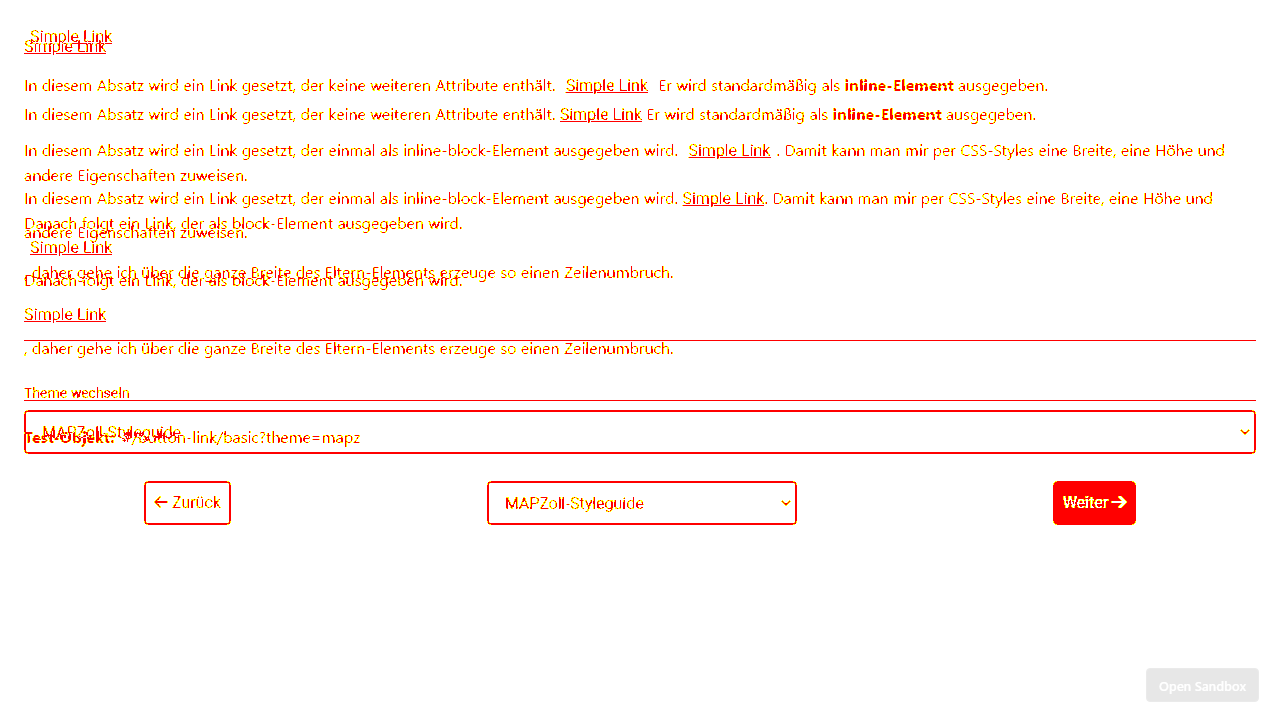 Simple Link
Simple Link
In diesem Absatz wird ein Link gesetzt, der keine weiteren Attribute enthält. Simple Link Er wird standardmäßig als inline-Element ausgegeben.
In diesem Absatz wird ein Link gesetzt, der keine weiteren Attribute enthält. Simple Link Er wird standardmäßig als inline-Element ausgegeben.
In diesem Absatz wird ein Link gesetzt, der einmal als inline-block-Element ausgegeben wird. Simple Link . Damit kann man mir per CSS-Styles eine Breite, eine Höhe und
andere Eigenschaften zuweisen.
In diesem Absatz wird ein Link gesetzt, der einmal als inline-block-Element ausgegeben wird. Simple Link. Damit kann man mir per CSS-Styles eine Breite, eine Höhe und
Danach folgt ein Link, der als block-Element ausgegeben wird.
andere Eigenschaften zuweisen.
Simple Link
, daher gehe ich über die ganze Breite des Eltern-Elements erzeuge so einen Zeilenumbruch.
Danach folgt ein Link, der als block-Element ausgegeben wird.
Simple Link
, daher gehe ich über die ganze Breite des Eltern-Elements erzeuge so einen Zeilenumbruch.
Theme wechseln
MAPZoll-Styleguide
Test-Objekt: #/button-link/basic?theme=mapz
← Zurück
MAPZoll-Styleguide
Weiter→
Open Sandbox